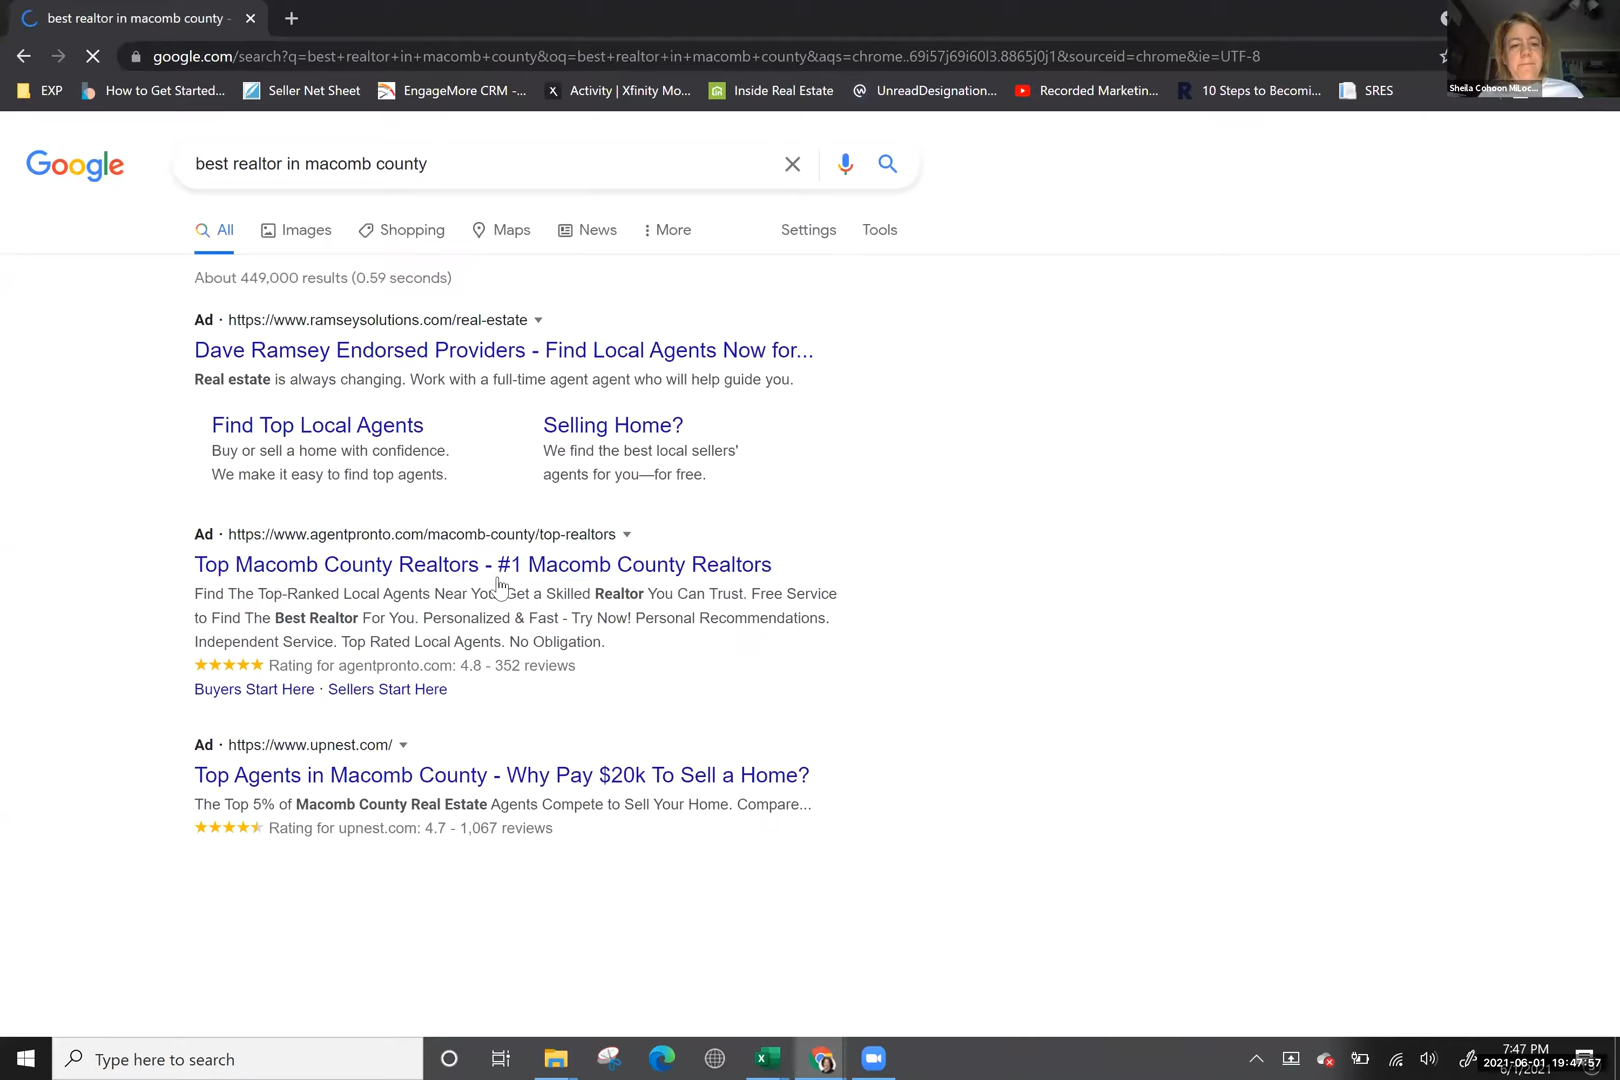 best realtor in macomb county -
google.com/search?q=best+realtor+in+macomb+county&oq=best+realtor+in+macomb+county&aqs=chrome..69i57j69i60l3.8865j0j1&sourceid=chrome&ie=UTF-8
Sheila Cohoon MiLoc...
EXP
How to Get Started...
Seller Net Sheet
EngageMore CRM -...
Activity | Xfinity Mo...
Inside Real Estate
UnreadDesignation...
Recorded Marketin...
10 Steps to Becomi...
SRES
Google
best realtor in macomb county
All
Images
Shopping
Maps
News
More
Settings
Tools
About 449,000 results (0.59 seconds)
Ad · https://www.ramseysolutions.com/real-estate
Dave Ramsey Endorsed Providers - Find Local Agents Now for...
Real estate is always changing. Work with a full-time agent agent who will help guide you.
Find Top Local Agents
Buy or sell a home with confidence.
We make it easy to find top agents.
Selling Home?
We find the best local sellers'
agents for you—for free.
Ad · https://www.agentpronto.com/macomb-county/top-realtors
Top Macomb County Realtors - #1 Macomb County Realtors
Find The Top-Ranked Local Agents Near You. Get a Skilled Realtor You Can Trust. Free Service
to Find The Best Realtor For You. Personalized & Fast - Try Now! Personal Recommendations.
Independent Service. Top Rated Local Agents. No Obligation.
Rating for agentpronto.com: 4.8 - 352 reviews
Buyers Start Here · Sellers Start Here
Ad · https://www.upnest.com/
Top Agents in Macomb County - Why Pay $20k To Sell a Home?
The Top 5% of Macomb County Real Estate Agents Compete to Sell Your Home. Compare...
Rating for upnest.com: 4.7 - 1,067 reviews
Type here to search
7:47 PM
2021-06-01 19:47:57